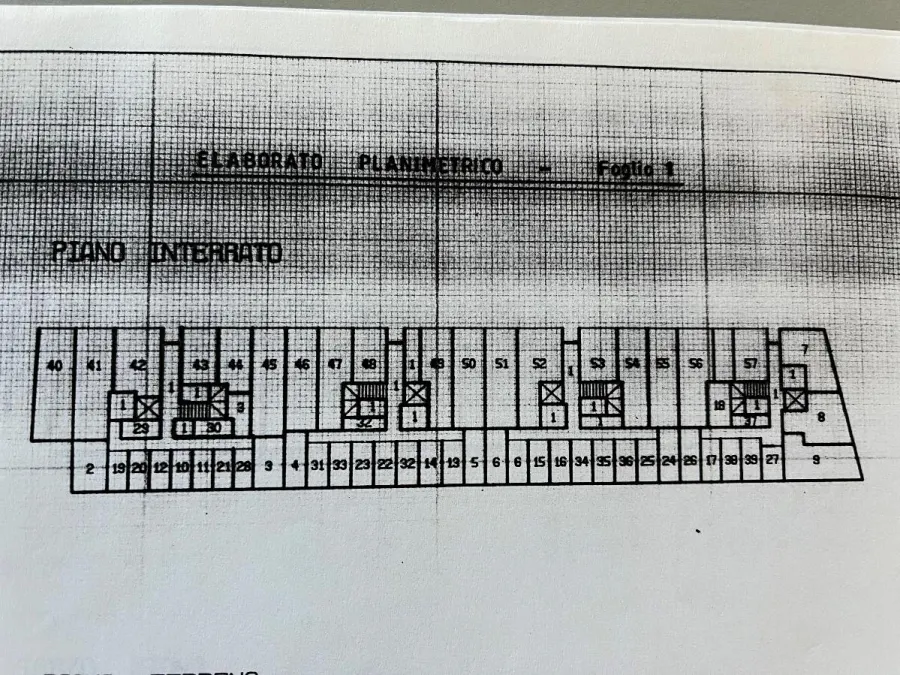 ELABORATO PLANIMETRICO - Foglio 1
PIANO INTERRATO
40 41 42 43 44 45 46 47 48 1 49 50 51 52 53 54 55 56 57 7
1 1 1 1
1 1 3 1 1 18 1 1 8
29 1 30 32 1 1 1 37
2 19 20 12 10 11 21 28 3 4 31 33 23 22 32 14 13 5 6 6 15 16 34 35 36 25 24 26 17 38 39 27 9